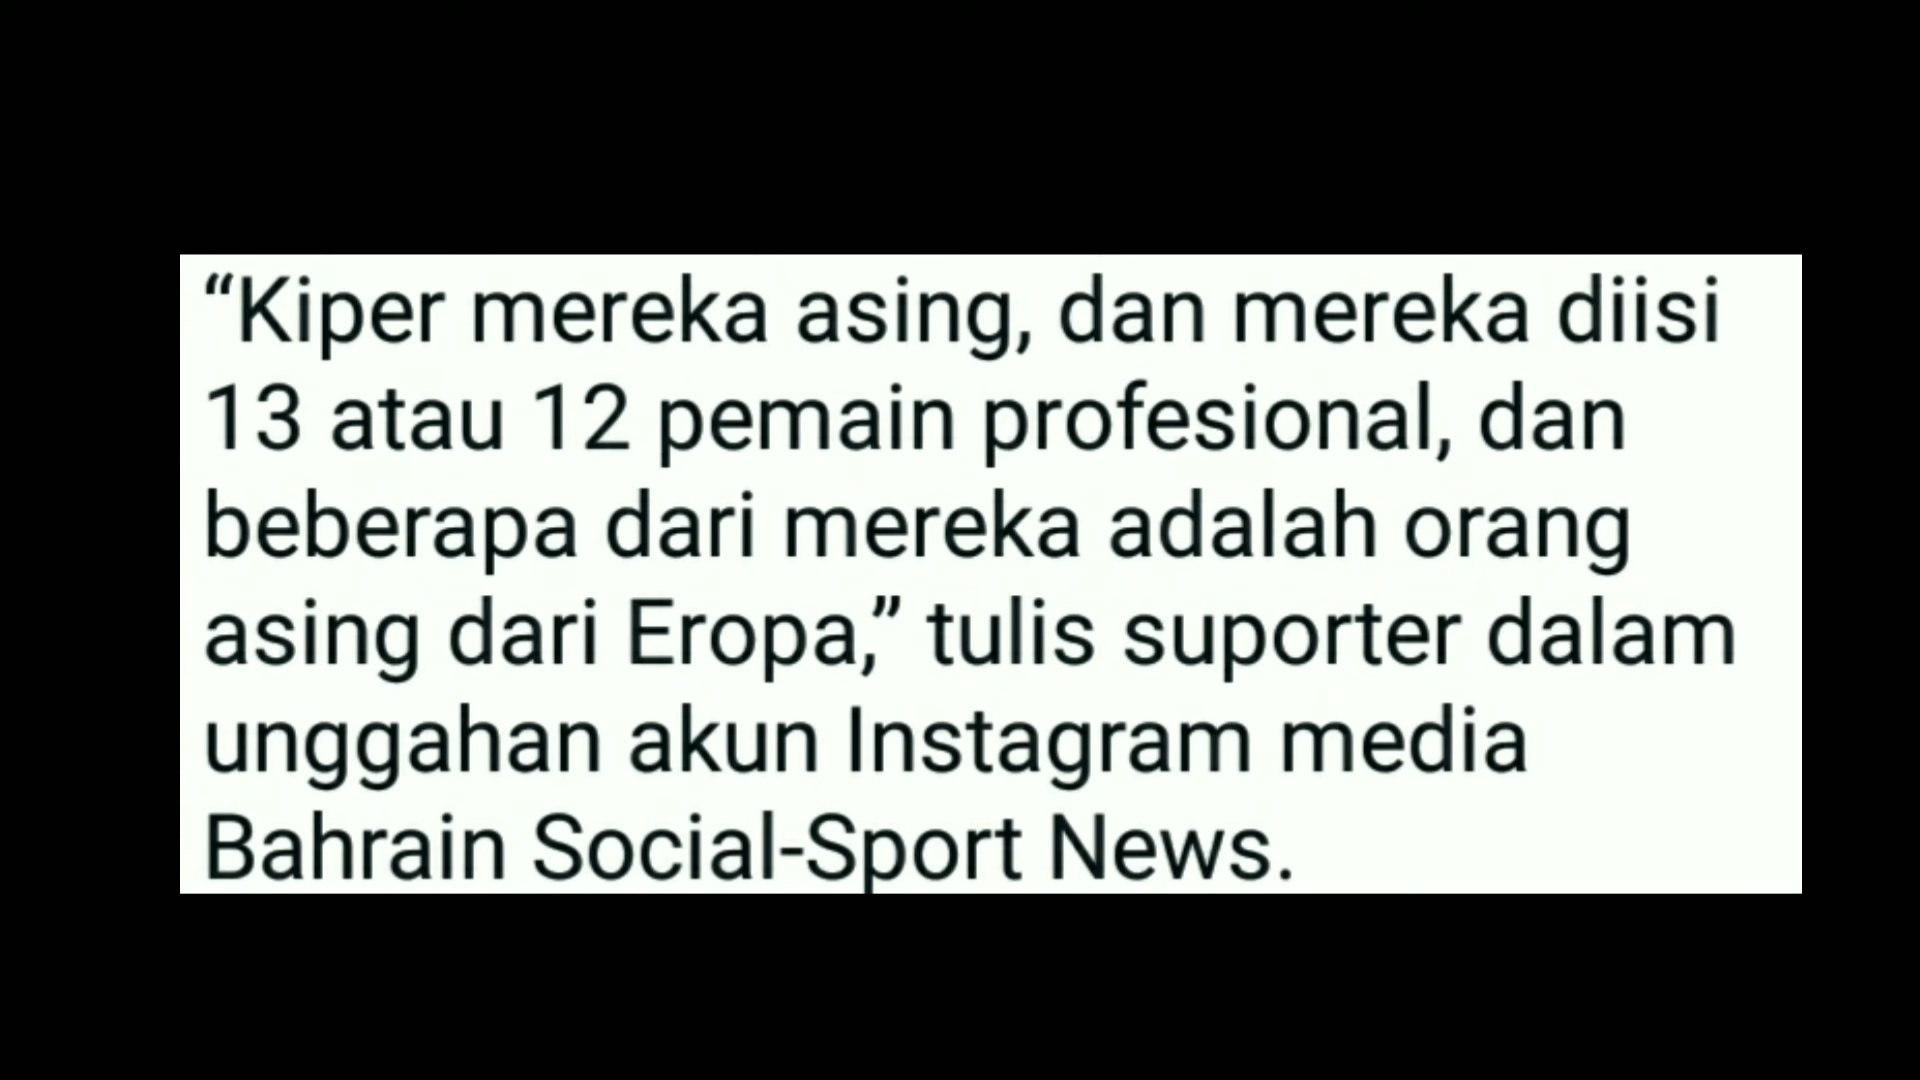 “Kiper mereka asing, dan mereka diisi
13 atau 12 pemain profesional, dan
beberapa dari mereka adalah orang
asing dari Eropa,” tulis suporter dalam
unggahan akun Instagram media
Bahrain Social-Sport News.